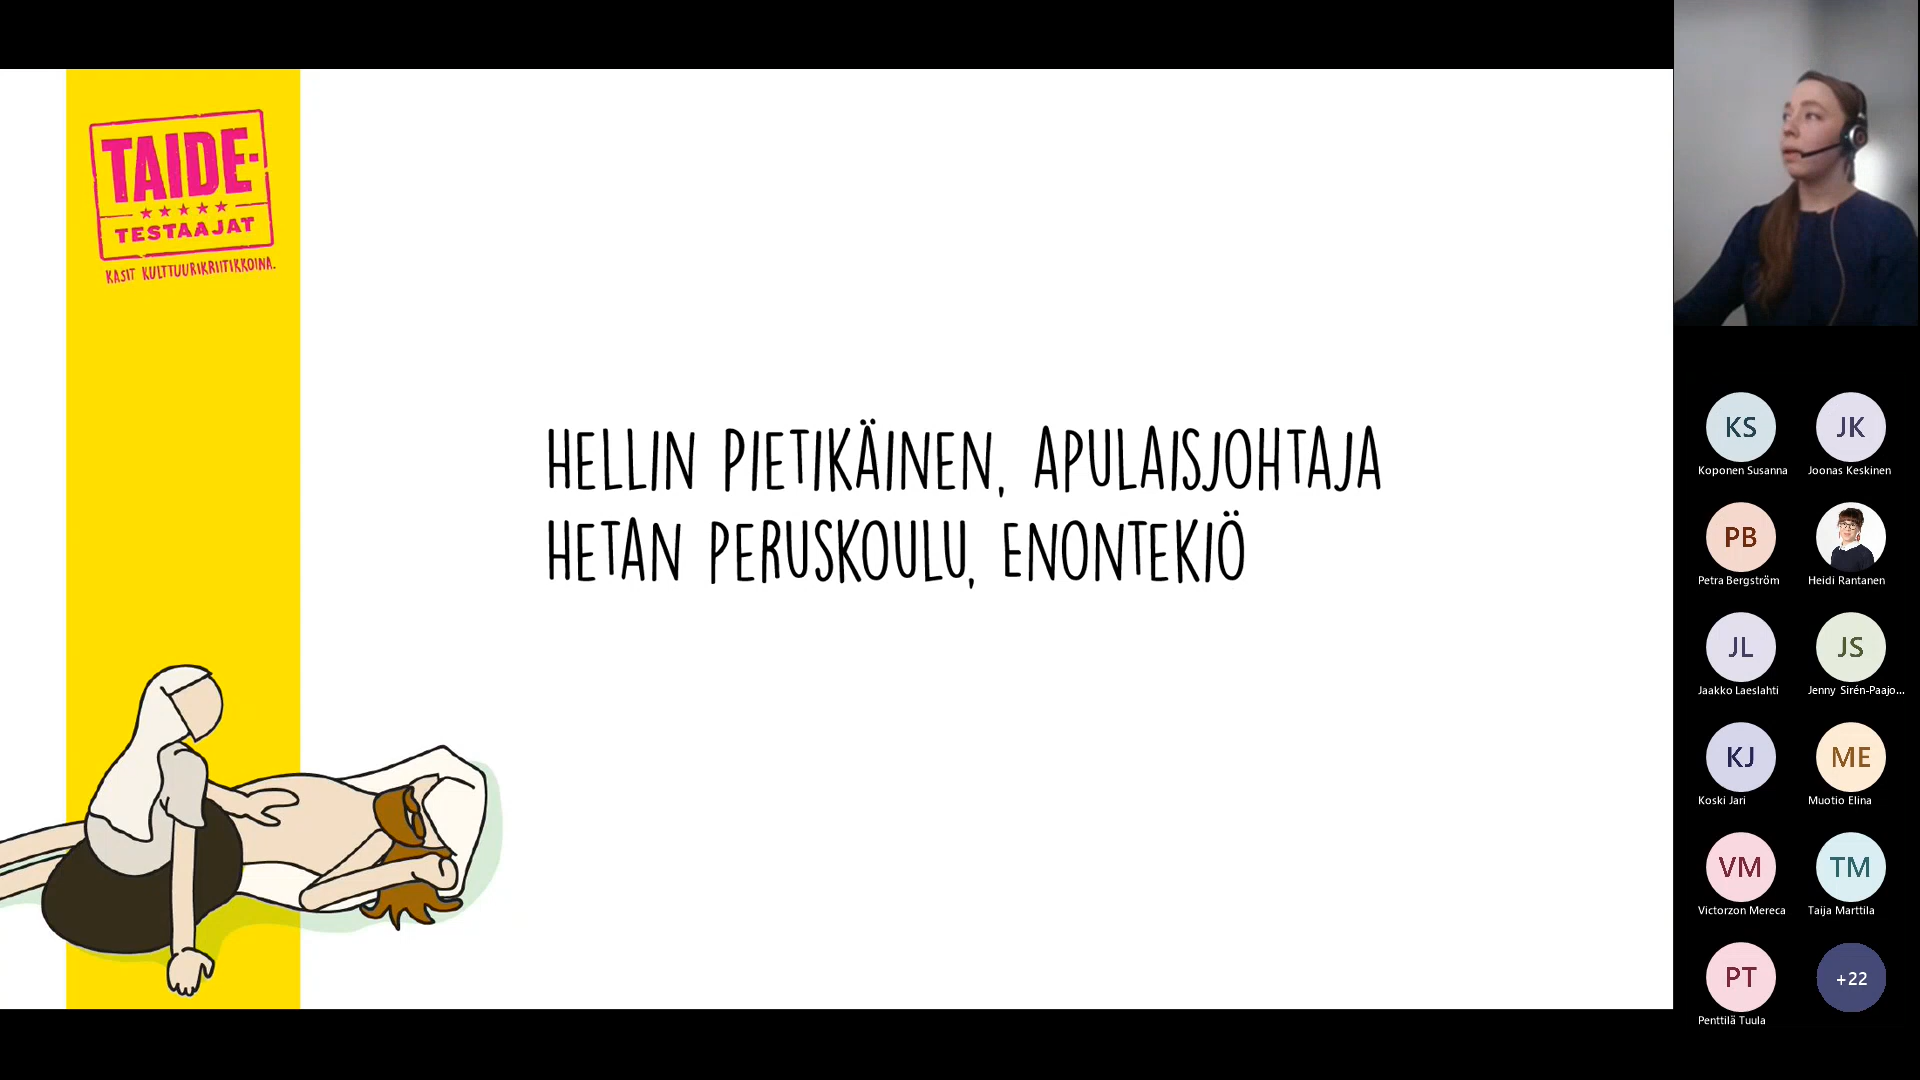 TAIDE-
TESTAAJAT
KASIT KULTTUURIKRIITIKKOINA.
HELLIN PIETIKÄINEN, APULAISJOHTAJA
HETAN PERUSKOULU, ENONTEKIÖ
KS
JK
Koponen Susanna
Joonas Keskinen
PB
Petra Bergström
Heidi Rantanen
JL
JS
Jaakko Laeslahti
Jenny Sirén-Paajo...
KJ
ME
Koski Jari
Muotio Elina
VM
TM
Victorzon Mereca
Taija Marttila
PT
+22
Penttilä Tuula